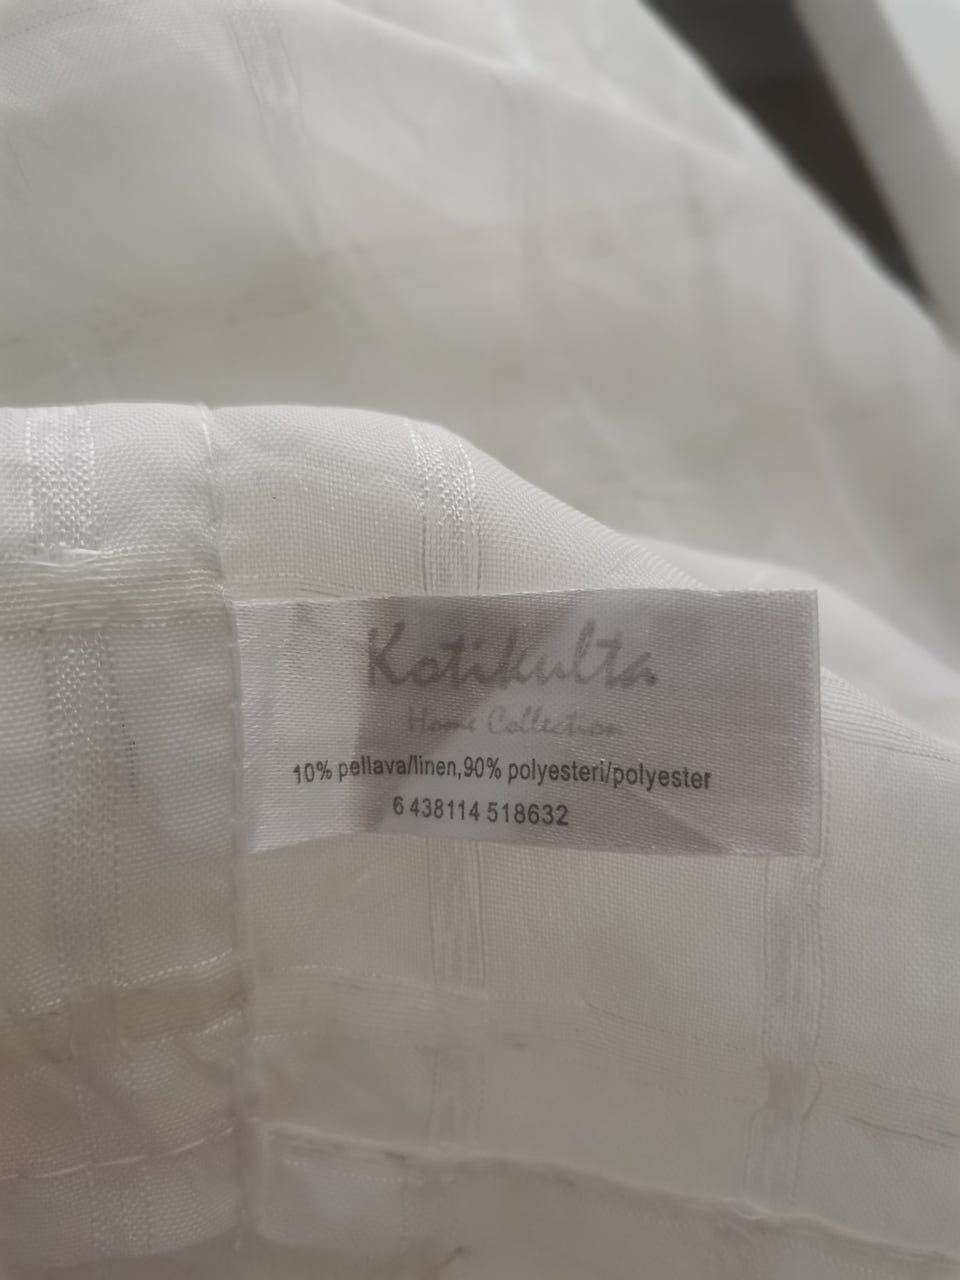 Kotikulta
Home Collection
10% pellava/linen,90% polyesteri/polyester
6 438114 518632